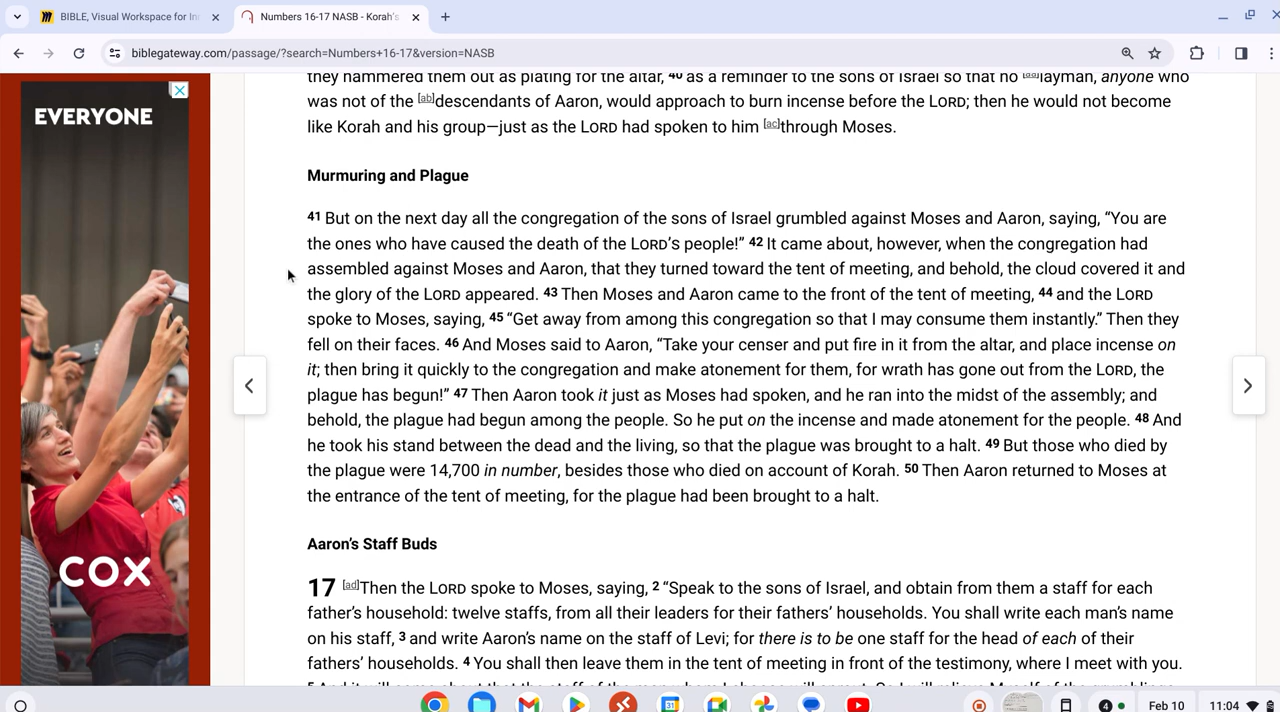 BIBLE, Visual Workspace for In
Numbers 16-17 NASB - Korah's
biblegateway.com/passage/?search=Numbers+16-17&version=NASB
EVERYONE
COX
they hammered them out as plating for the altar, 40 as a reminder to the sons of Israel so that no [aa]layman, anyone who
was not of the [ab]descendants of Aaron, would approach to burn incense before the LORD; then he would not become
like Korah and his group—just as the LORD had spoken to him [ac]through Moses.
Murmuring and Plague
41 But on the next day all the congregation of the sons of Israel grumbled against Moses and Aaron, saying, “You are
the ones who have caused the death of the LORD’s people!” 42 It came about, however, when the congregation had
assembled against Moses and Aaron, that they turned toward the tent of meeting, and behold, the cloud covered it and
the glory of the LORD appeared. 43 Then Moses and Aaron came to the front of the tent of meeting, 44 and the LORD
spoke to Moses, saying, 45 “Get away from among this congregation so that I may consume them instantly.” Then they
fell on their faces. 46 And Moses said to Aaron, “Take your censer and put fire in it from the altar, and place incense on
it; then bring it quickly to the congregation and make atonement for them, for wrath has gone out from the LORD, the
plague has begun!” 47 Then Aaron took it just as Moses had spoken, and he ran into the midst of the assembly; and
behold, the plague had begun among the people. So he put on the incense and made atonement for the people. 48 And
he took his stand between the dead and the living, so that the plague was brought to a halt. 49 But those who died by
the plague were 14,700 in number, besides those who died on account of Korah. 50 Then Aaron returned to Moses at
the entrance of the tent of meeting, for the plague had been brought to a halt.
Aaron’s Staff Buds
17 [ad]Then the LORD spoke to Moses, saying, 2 “Speak to the sons of Israel, and obtain from them a staff for each
father’s household: twelve staffs, from all their leaders for their fathers’ households. You shall write each man’s name
on his staff, 3 and write Aaron’s name on the staff of Levi; for there is to be one staff for the head of each of their
fathers’ households. 4 You shall then leave them in the tent of meeting in front of the testimony, where I meet with you.
31
4
Feb 10
11:04